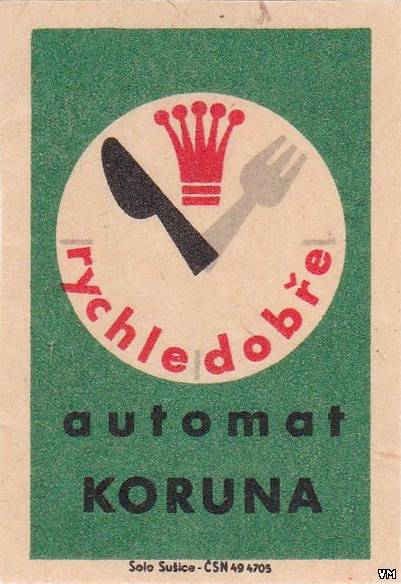 rychle dobře
automat
KORUNA
Solo Sušice - ČSN 49 4705
VM